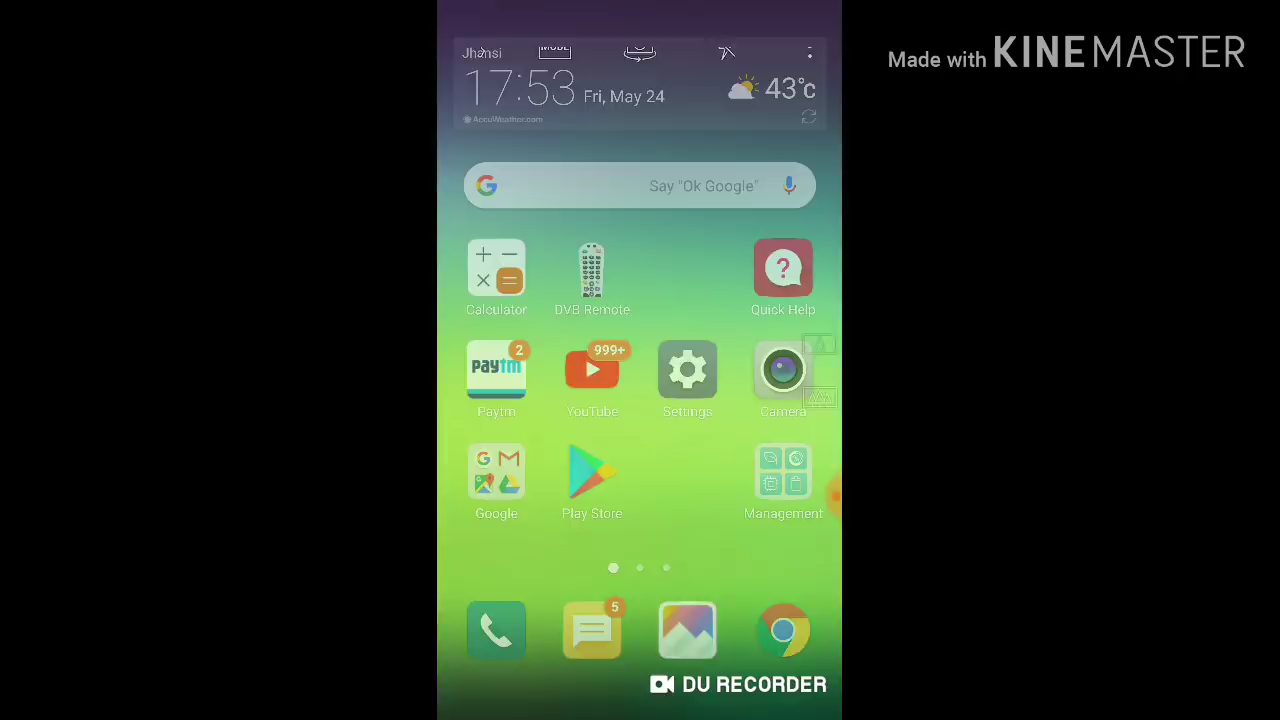 Made with KINEMASTER
Jhansi
MODE
17:53 Fri, May 24
43°c
AccuWeather.com
Say "Ok Google"
Calculator
DVB Remote
Quick Help
paytm
2
999+
Paytm
YouTube
Settings
Camera
Google
Play Store
Management
5
DU RECORDER